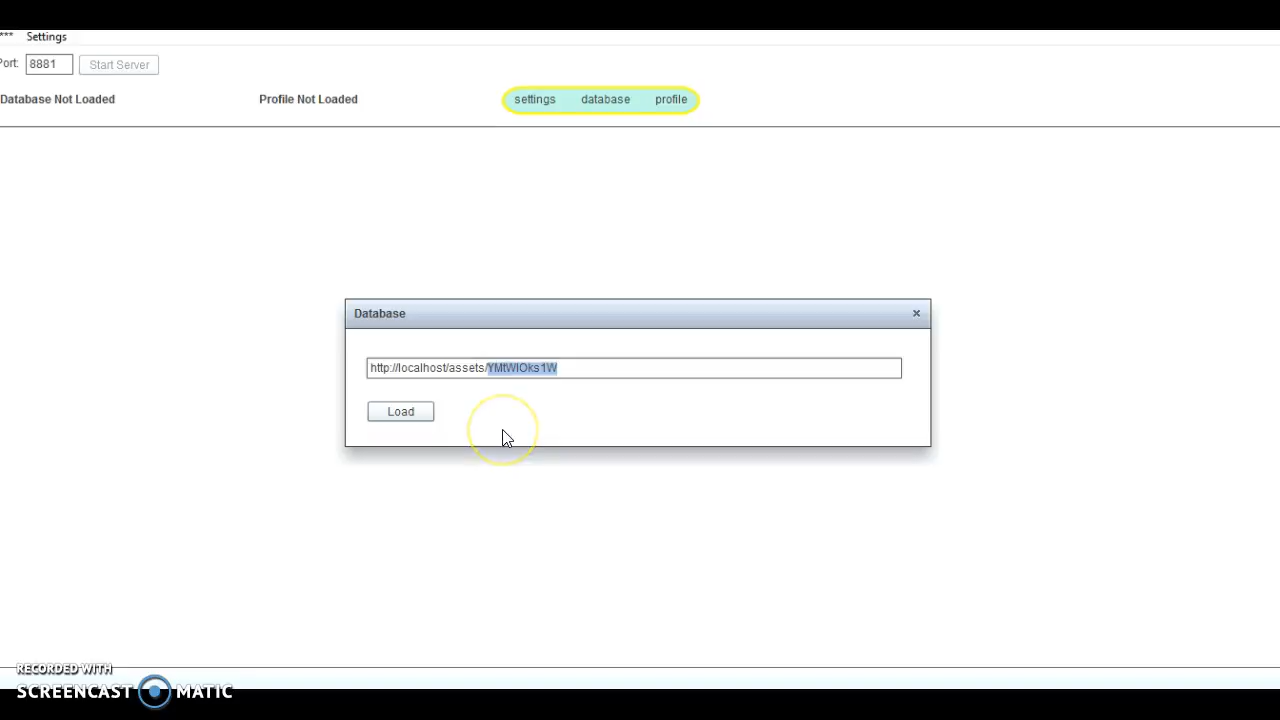 *** Settings
Port: 8881 Start Server
Database Not Loaded Profile Not Loaded settings database profile
Database ×
http://localhost/assets/YMtWlOks1W
Load
RECORDED WITH
SCREENCAST MATIC